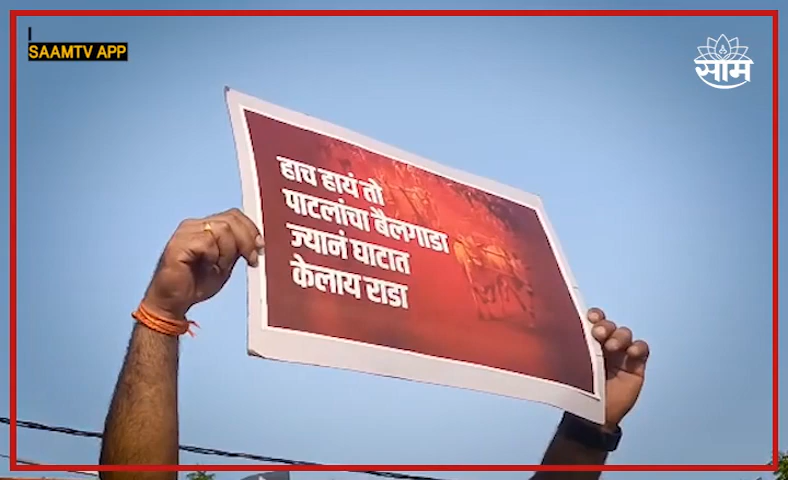 SAAMTV APP
साम
हाच हायं तो
पाटलांचा बैलगाडा
ज्यानं घाटात
केलाय राडा